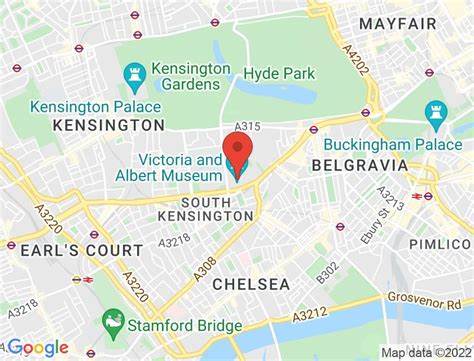 A3220
A3220
A3220
MAYFAIR
A4202
Kensington
Gardens
Hyde Park
Kensington Palace
KENSINGTON
A315
Buckingham Palace
BELGRAVIA
Victoria and
Albert Museum
SOUTH
KENSINGTON
A3218
A3213
Ebury St
PIMLICO
EARL'S COURT
A308
CHELSEA
B302
Grosvenor Rd
A3218
A3212
Stamford Bridge
Map data ©2022